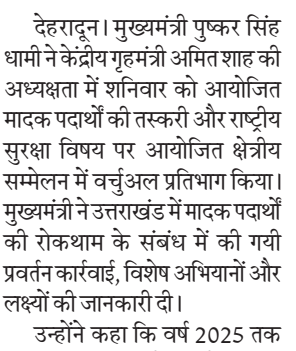 देहरादून। मुख्यमंत्री पुष्कर सिंह
धामी ने केंद्रीय गृहमंत्री अमित शाह की
अध्यक्षता में शनिवार को आयोजित
मादक पदार्थों की तस्करी और राष्ट्रीय
सुरक्षा विषय पर आयोजित क्षेत्रीय
सम्मेलन में वर्चुअल प्रतिभाग किया।
मुख्यमंत्री ने उत्तराखंड में मादक पदार्थों
की रोकथाम के संबंध में की गयी
प्रवर्तन कार्रवाई, विशेष अभियानों और
लक्ष्यों की जानकारी दी।
उन्होंने कहा कि वर्ष 2025 तक